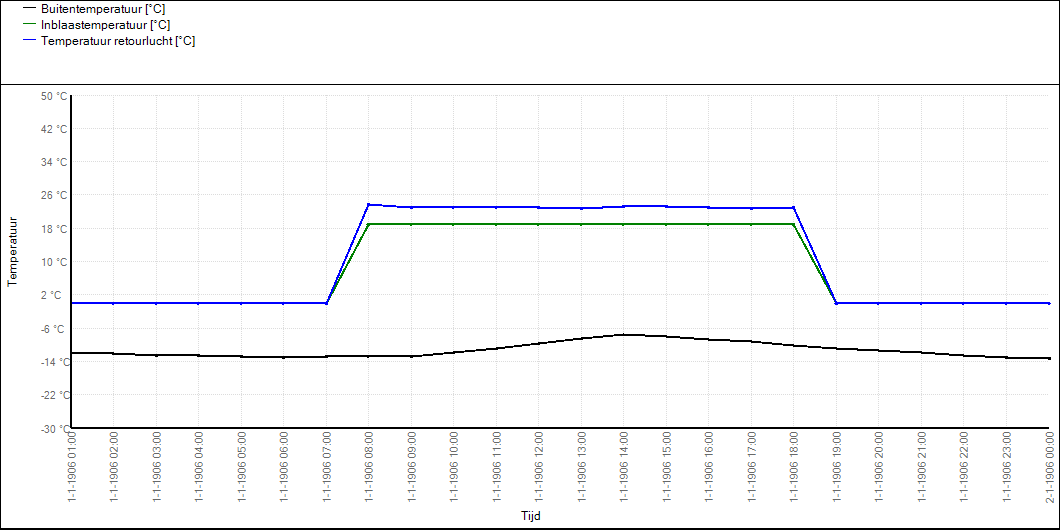 Buitentemperatuur [°C]
Inblaastemperatuur [°C]
Temperatuur retourlucht [°C]
50 °C
42 °C
34 °C
26 °C
18 °C
10 °C
2 °C
-6 °C
-14 °C
-22 °C
-30 °C
Temperatuur
1-1-1906 01:00
1-1-1906 02:00
1-1-1906 03:00
1-1-1906 04:00
1-1-1906 05:00
1-1-1906 06:00
1-1-1906 07:00
1-1-1906 08:00
1-1-1906 09:00
1-1-1906 10:00
1-1-1906 11:00
1-1-1906 12:00
1-1-1906 13:00
1-1-1906 14:00
1-1-1906 15:00
1-1-1906 16:00
1-1-1906 17:00
1-1-1906 18:00
1-1-1906 19:00
1-1-1906 20:00
1-1-1906 21:00
1-1-1906 22:00
1-1-1906 23:00
2-1-1906 00:00
Tijd